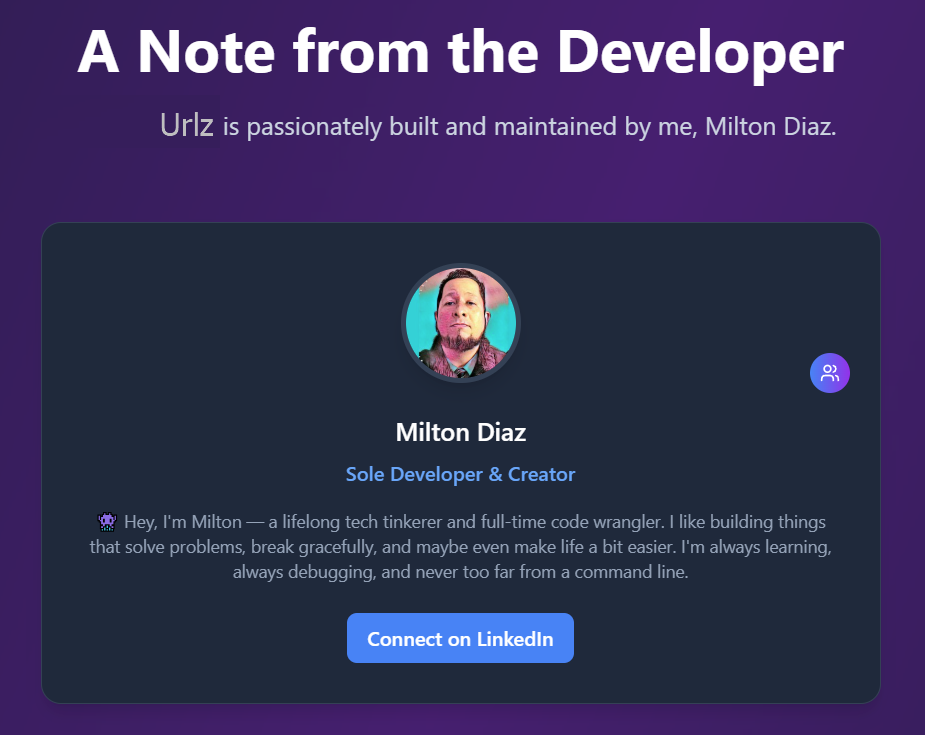 A Note from the Developer
Urlz is passionately built and maintained by me, Milton Diaz.
Milton Diaz
Sole Developer & Creator
👾 Hey, I'm Milton — a lifelong tech tinkerer and full-time code wrangler. I like building things
that solve problems, break gracefully, and maybe even make life a bit easier. I'm always learning,
always debugging, and never too far from a command line.
Connect on LinkedIn